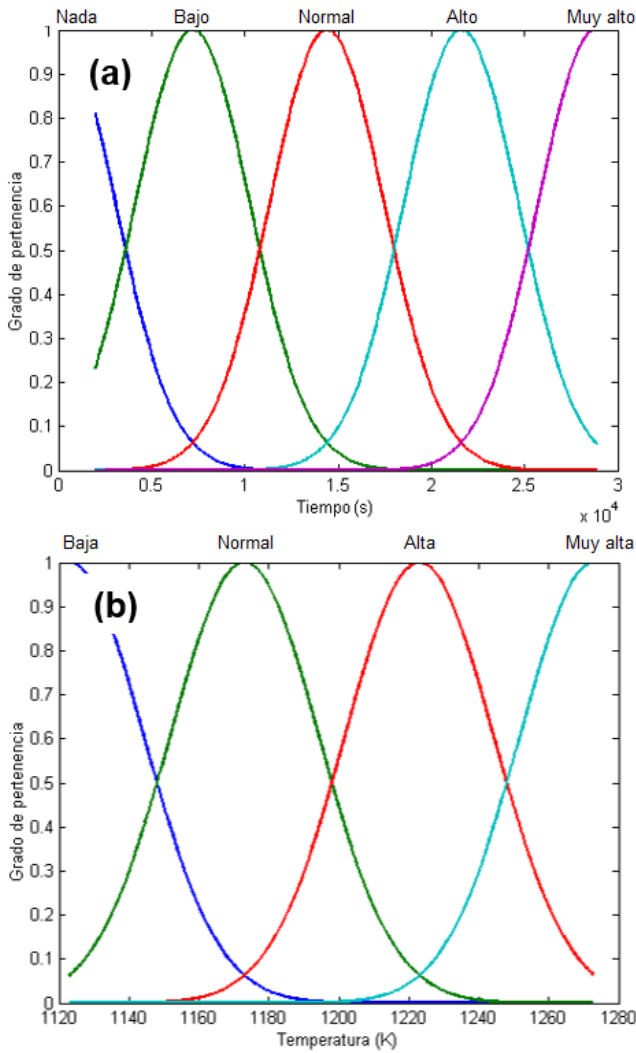 Nada Bajo Normal Alto Muy alto
(a)
Grado de pertenencia
1
0.9
0.8
0.7
0.6
0.5
0.4
0.3
0.2
0.1
0
0 0.5 1 1.5 2 2.5 3
Tiempo (s)
x 10^4
Baja Normal Alta Muy alta
(b)
Grado de pertenencia
1
0.9
0.8
0.7
0.6
0.5
0.4
0.3
0.2
0.1
0
1120 1140 1160 1180 1200 1220 1240 1260 1280
Temperatura (K)